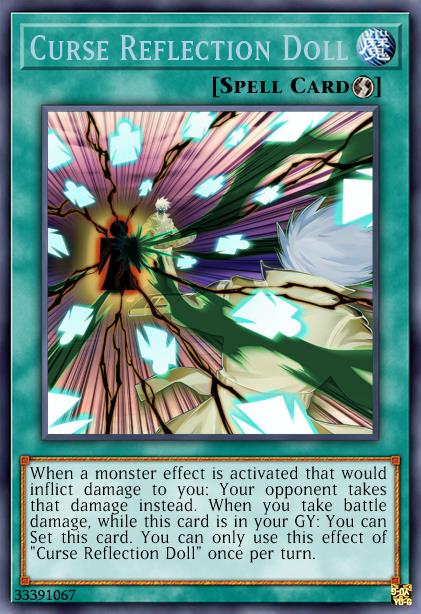 CURSE REFLECTION DOLL
魔
[SPELL CARD]
When a monster effect is activated that would
inflict damage to you: Your opponent takes
that damage instead. When you take battle
damage, while this card is in your GY: You can
Set this card. You can only use this effect of
"Curse Reflection Doll" once per turn.
33391067